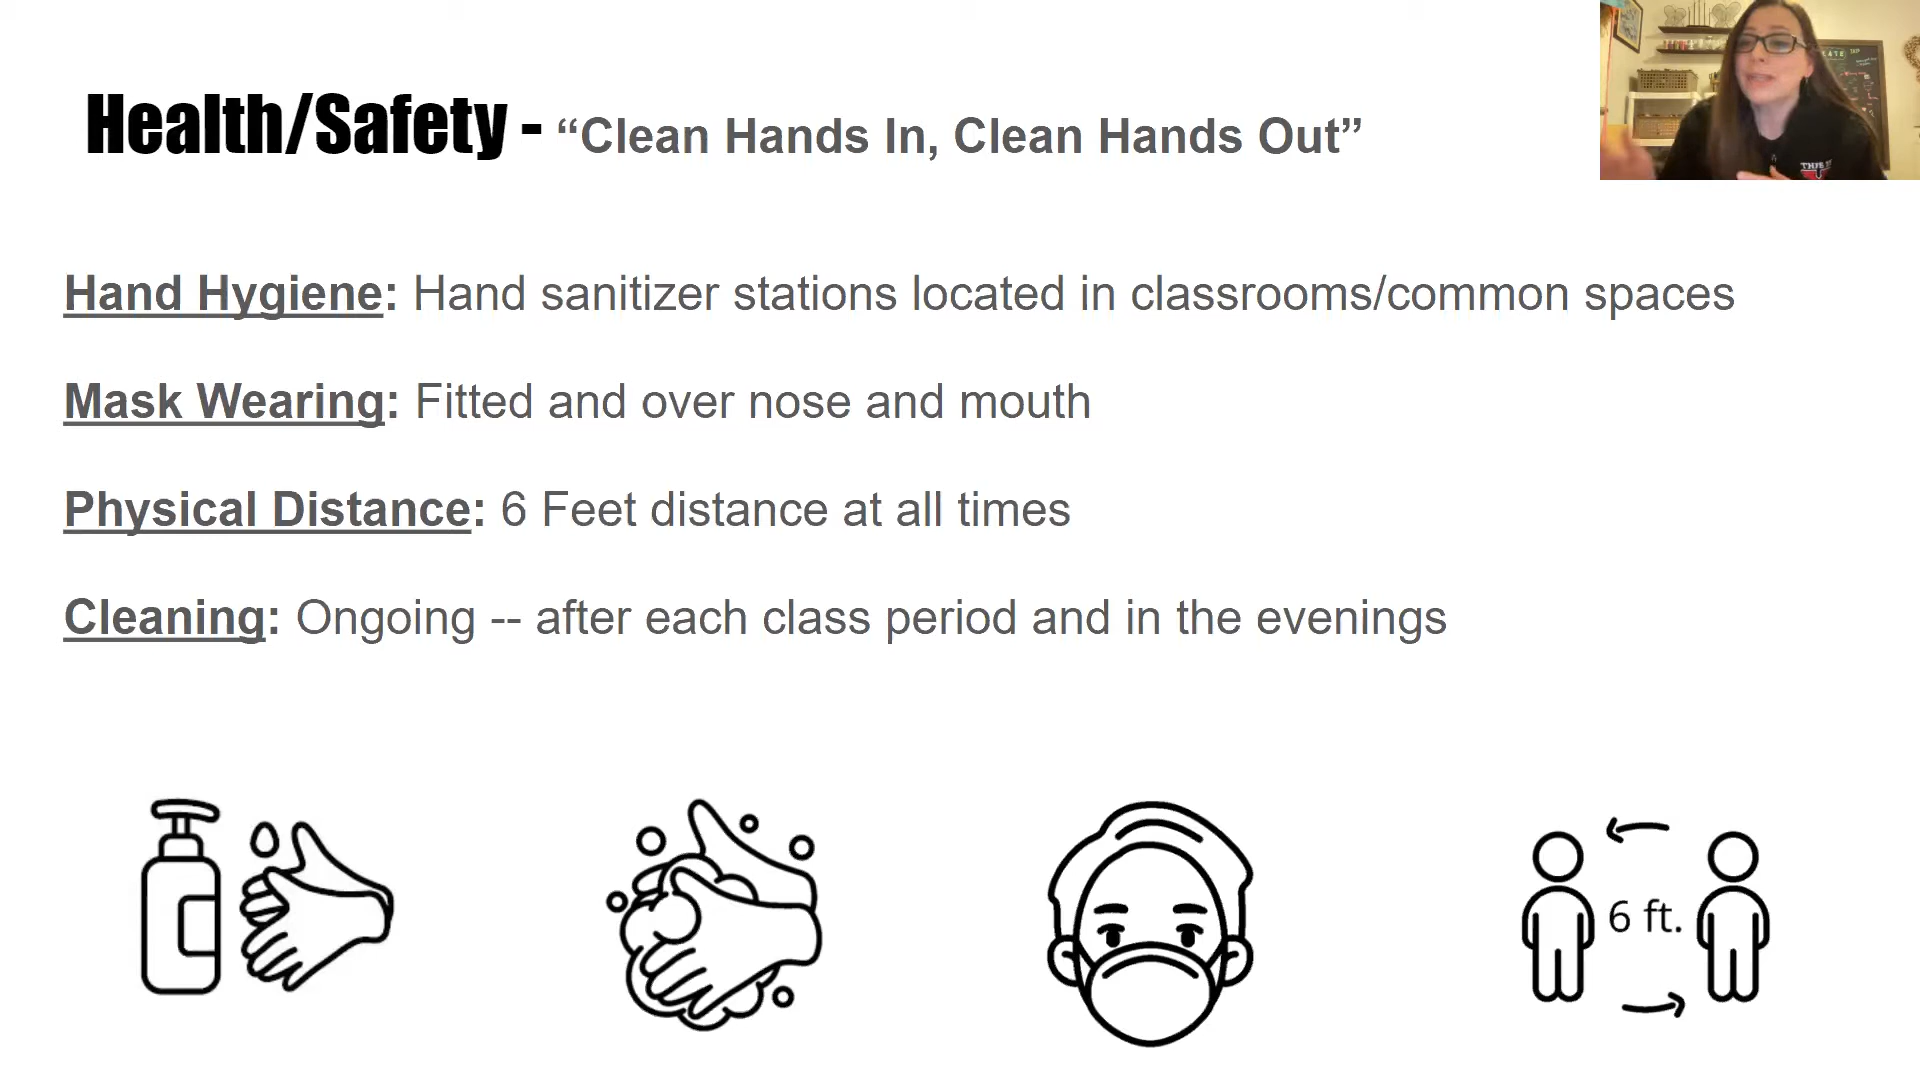 Health/Safety - “Clean Hands In, Clean Hands Out”
Hand Hygiene: Hand sanitizer stations located in classrooms/common spaces
Mask Wearing: Fitted and over nose and mouth
Physical Distance: 6 Feet distance at all times
Cleaning: Ongoing -- after each class period and in the evenings
6 ft.
THIS